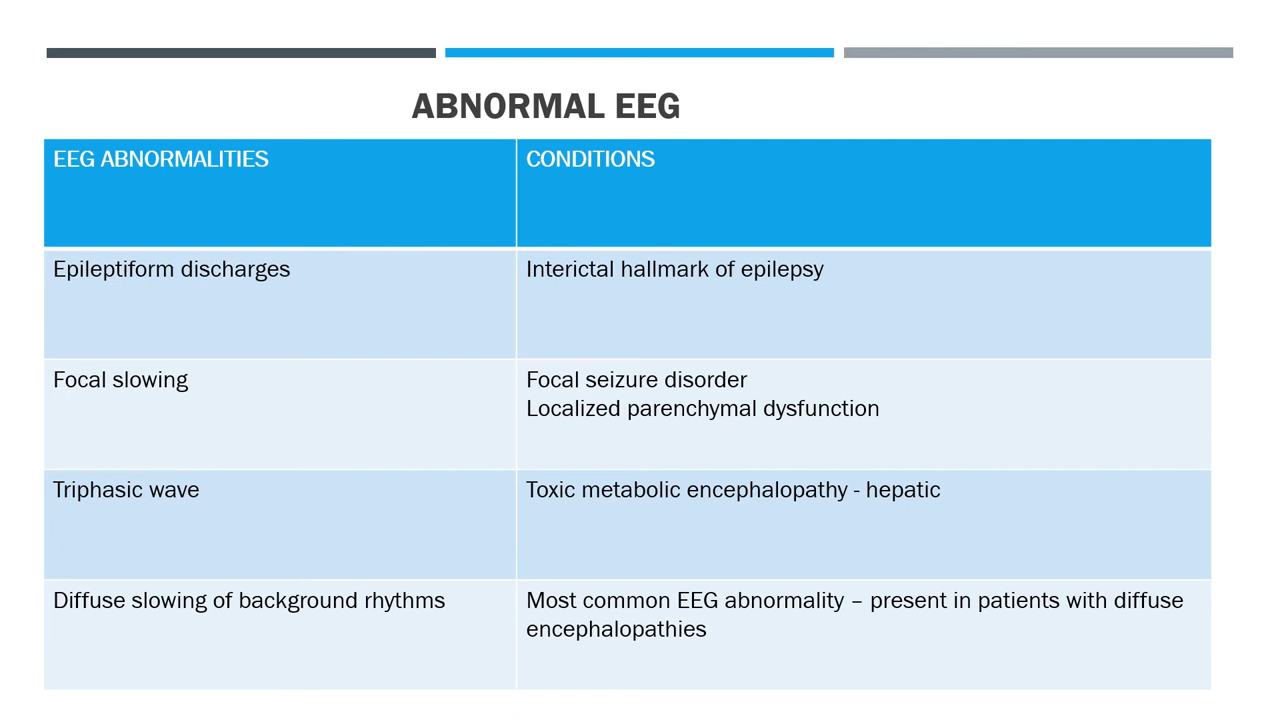 ABNORMAL EEG
EEG ABNORMALITIES
CONDITIONS
Epileptiform discharges
Interictal hallmark of epilepsy
Focal slowing
Focal seizure disorder
Localized parenchymal dysfunction
Triphasic wave
Toxic metabolic encephalopathy - hepatic
Diffuse slowing of background rhythms
Most common EEG abnormality – present in patients with diffuse
encephalopathies